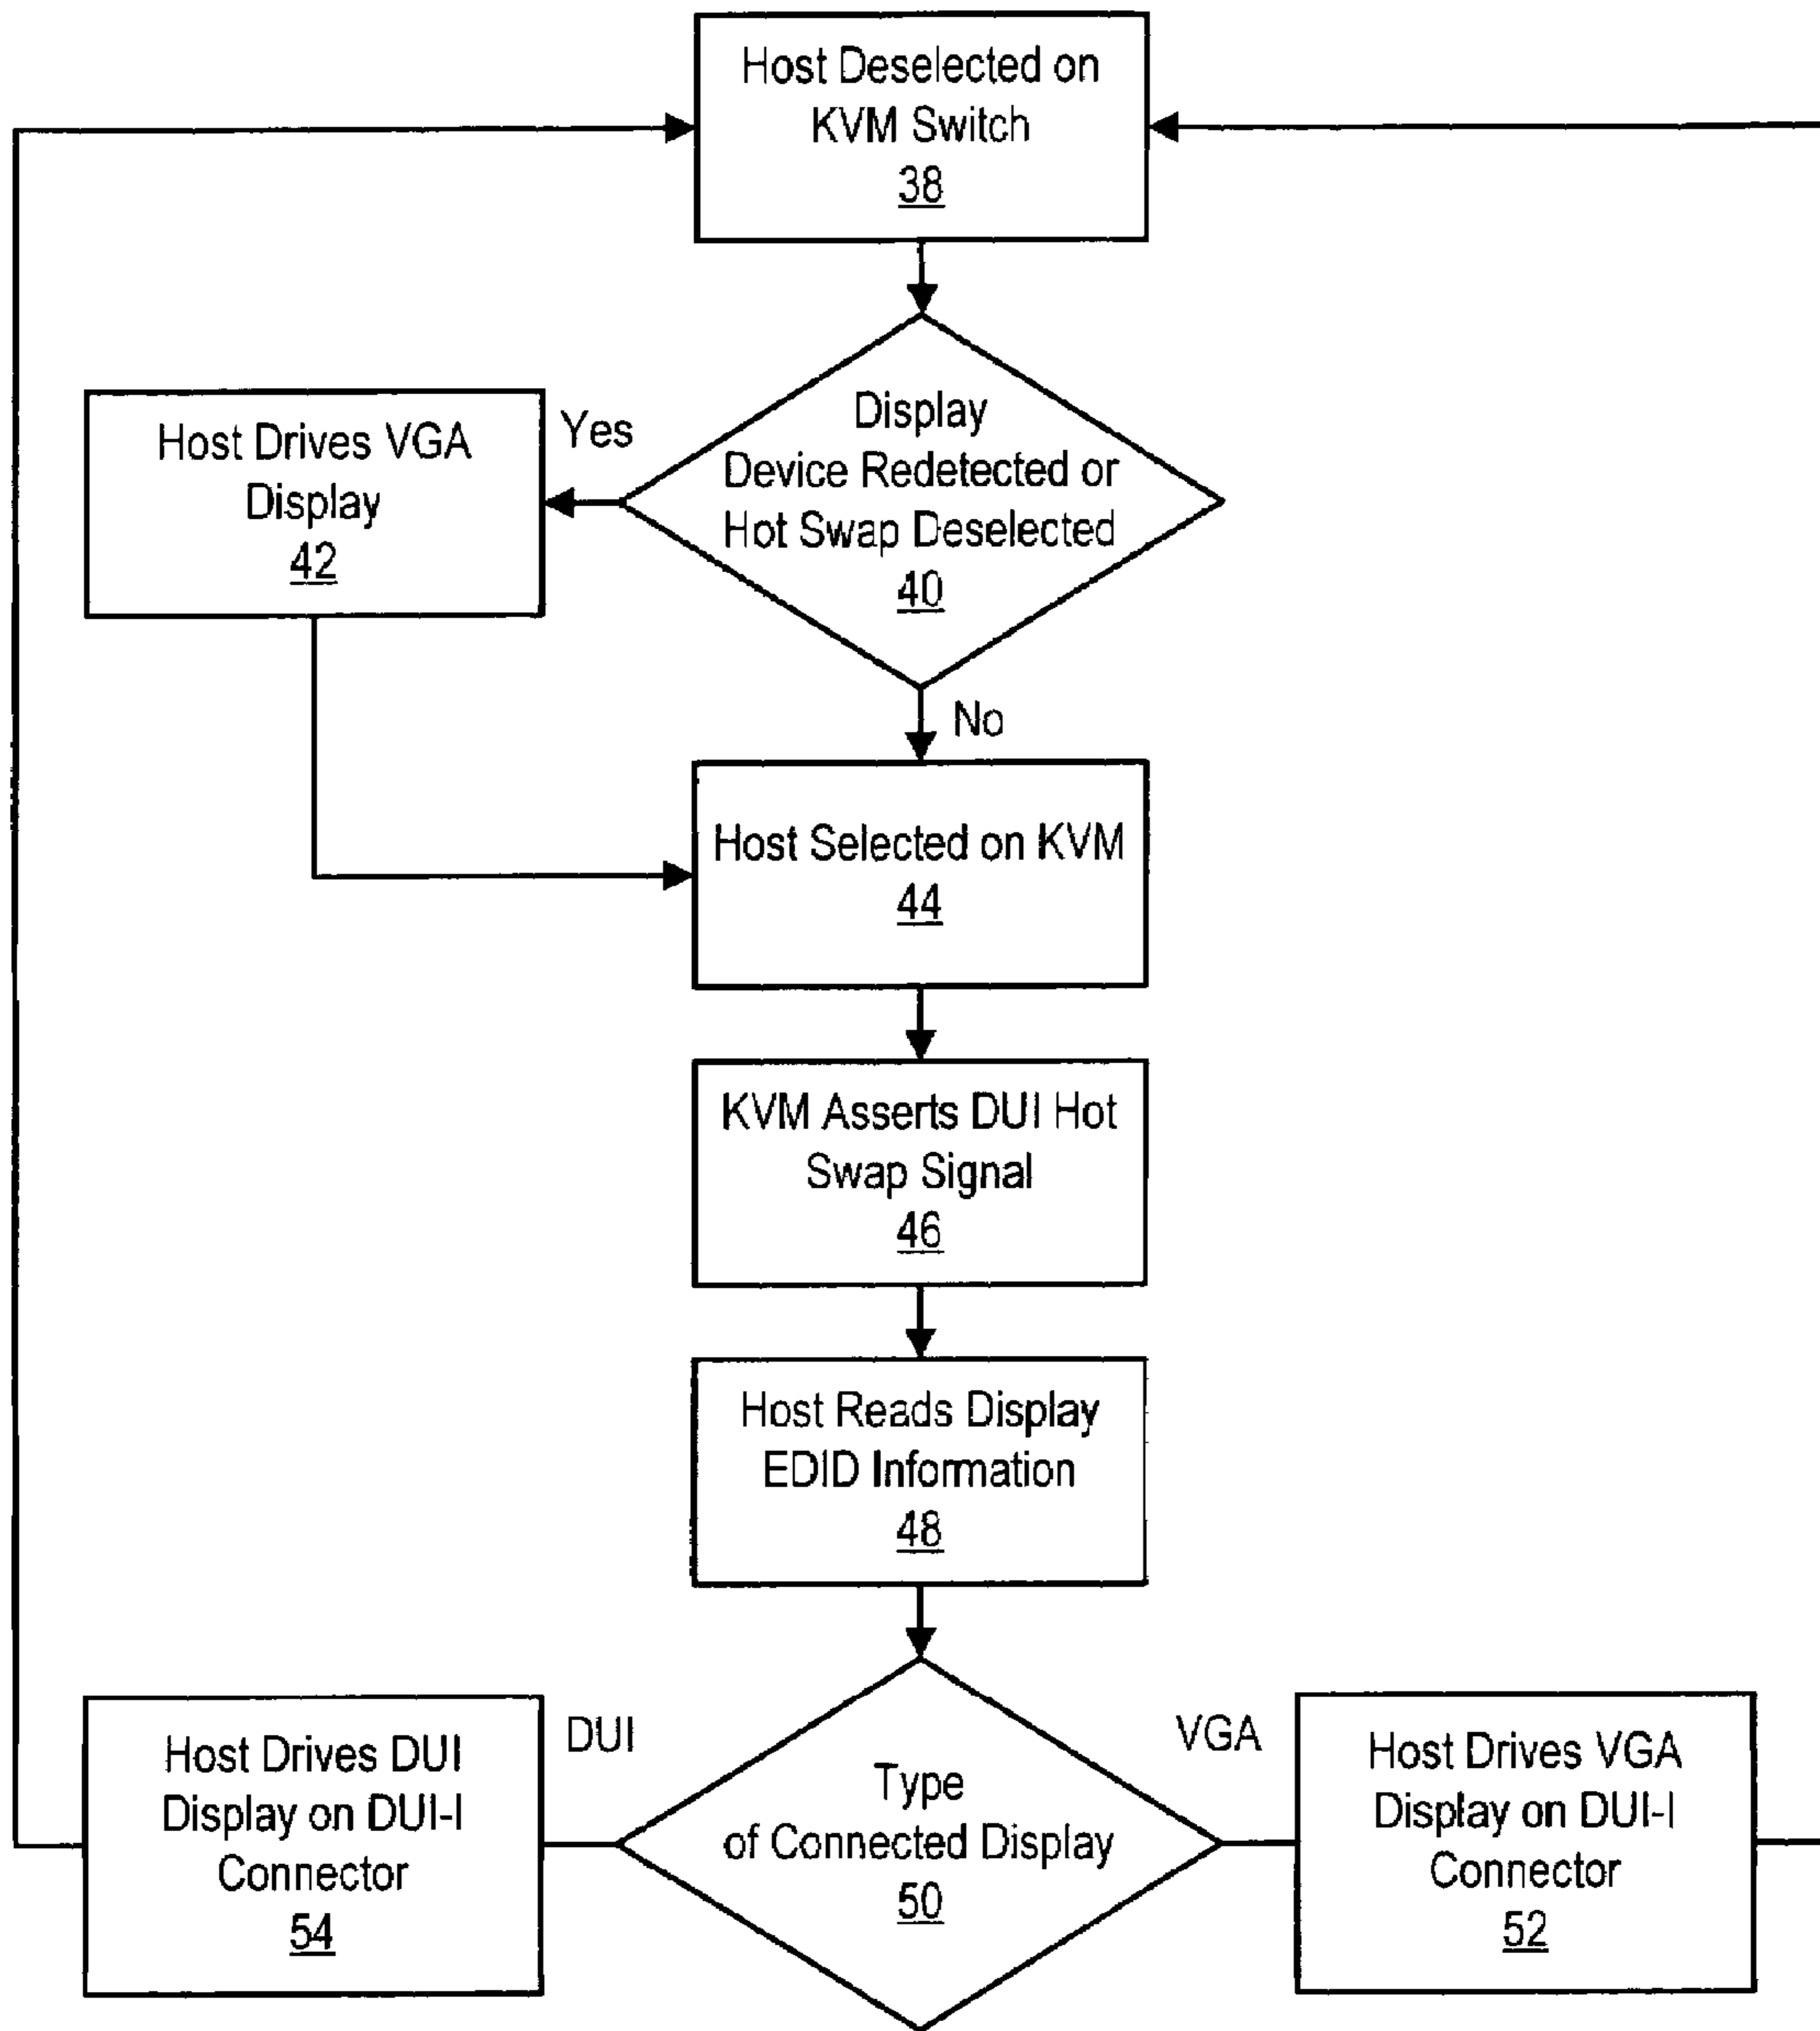 Host Deselected on
KVM Switch
38
Display
Device Redetected or
Hot Swap Deselected
40
Yes
Host Drives VGA
Display
42
No
Host Selected on KVM
44
KVM Asserts DUI Hot
Swap Signal
46
Host Reads Display
EDID Information
48
Type
of Connected Display
50
DUI
Host Drives DUI
Display on DUI-I
Connector
54
VGA
Host Drives VGA
Display on DUI-I
Connector
52